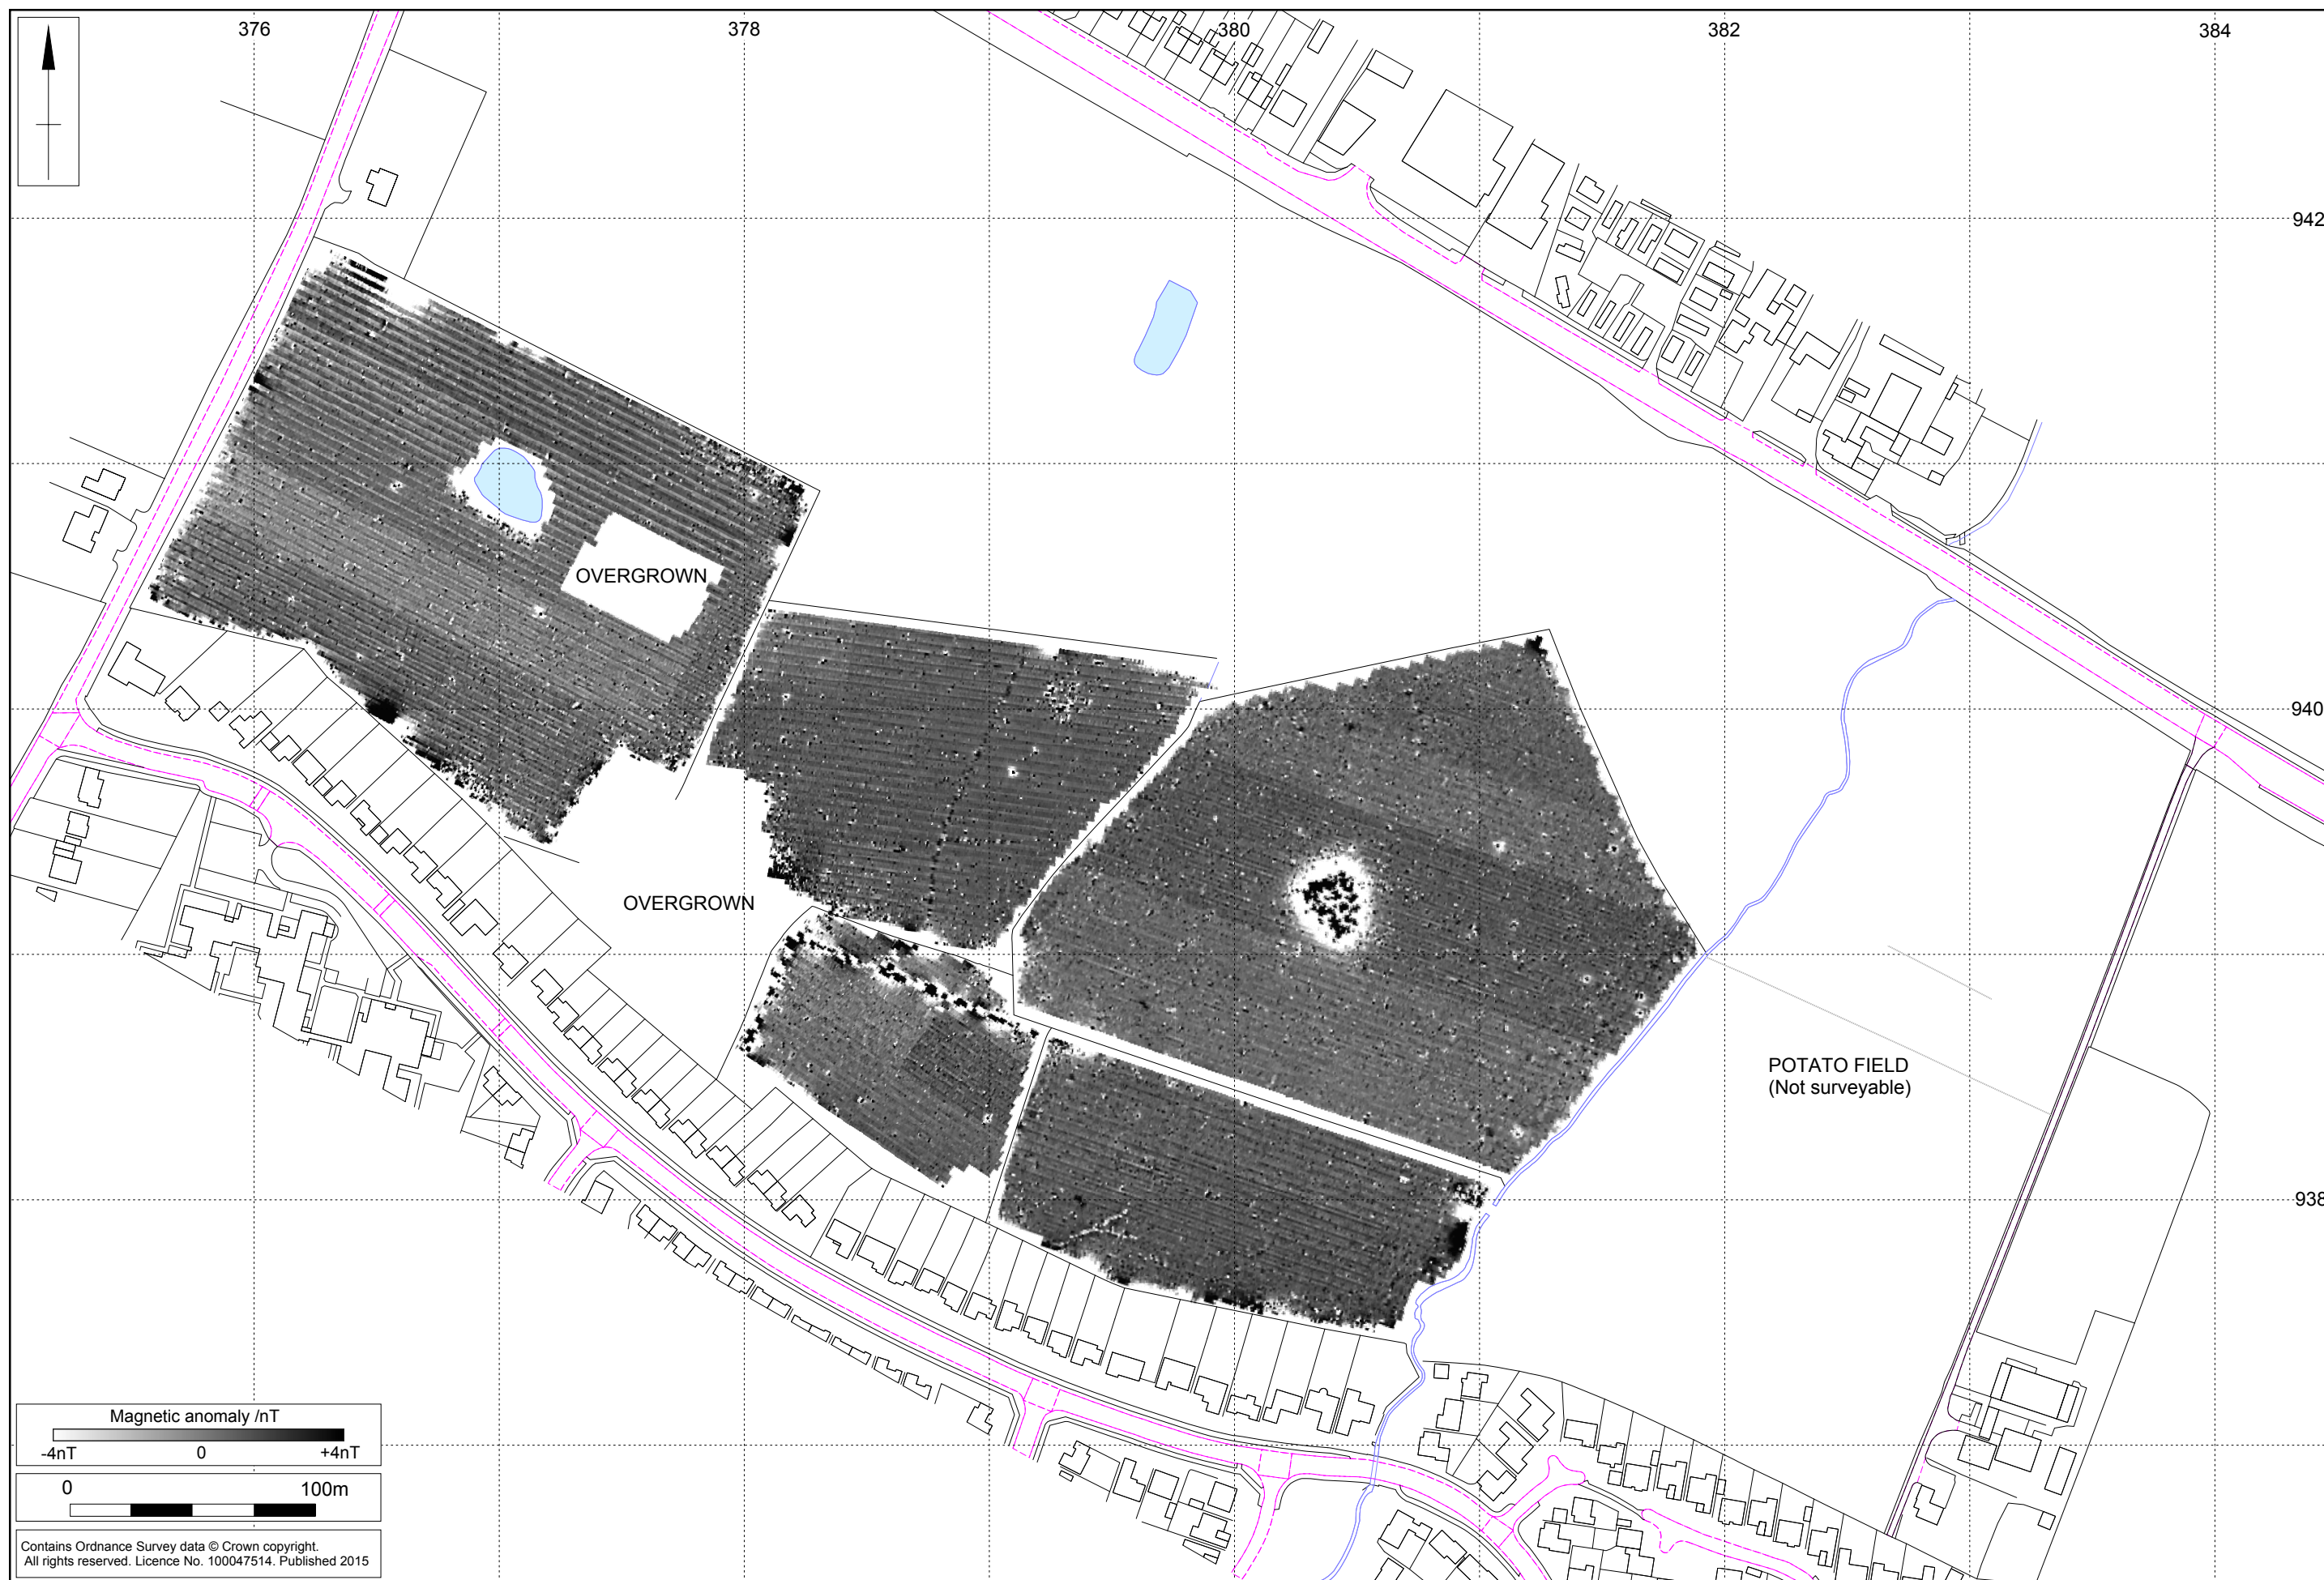 376
378
380
382
384
942
OVERGROWN
940
OVERGROWN
POTATO FIELD
(Not surveyable)
938
Magnetic anomaly /nT
-4nT 0 +4nT
0 100m
Contains Ordnance Survey data © Crown copyright.
All rights reserved. Licence No. 100047514. Published 2015